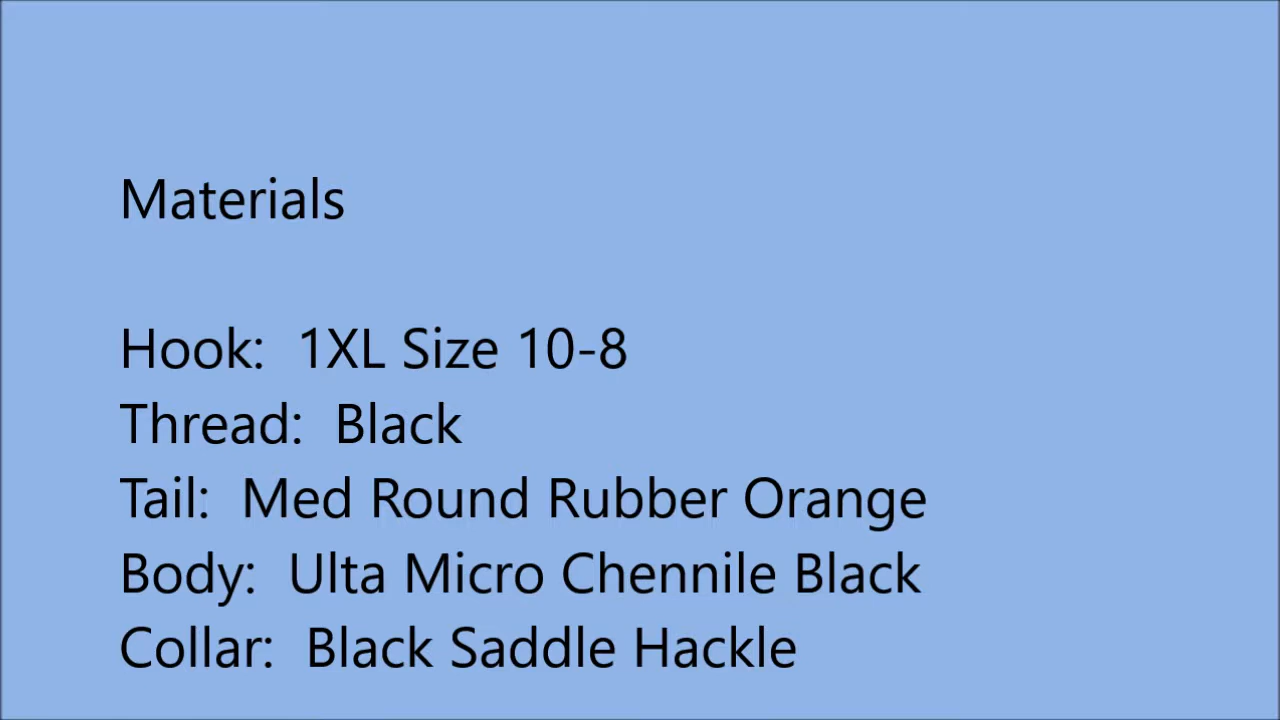 Materials
Hook:  1XL Size 10-8
Thread:  Black
Tail:  Med Round Rubber Orange
Body:  Ulta Micro Chennile Black
Collar:  Black Saddle Hackle